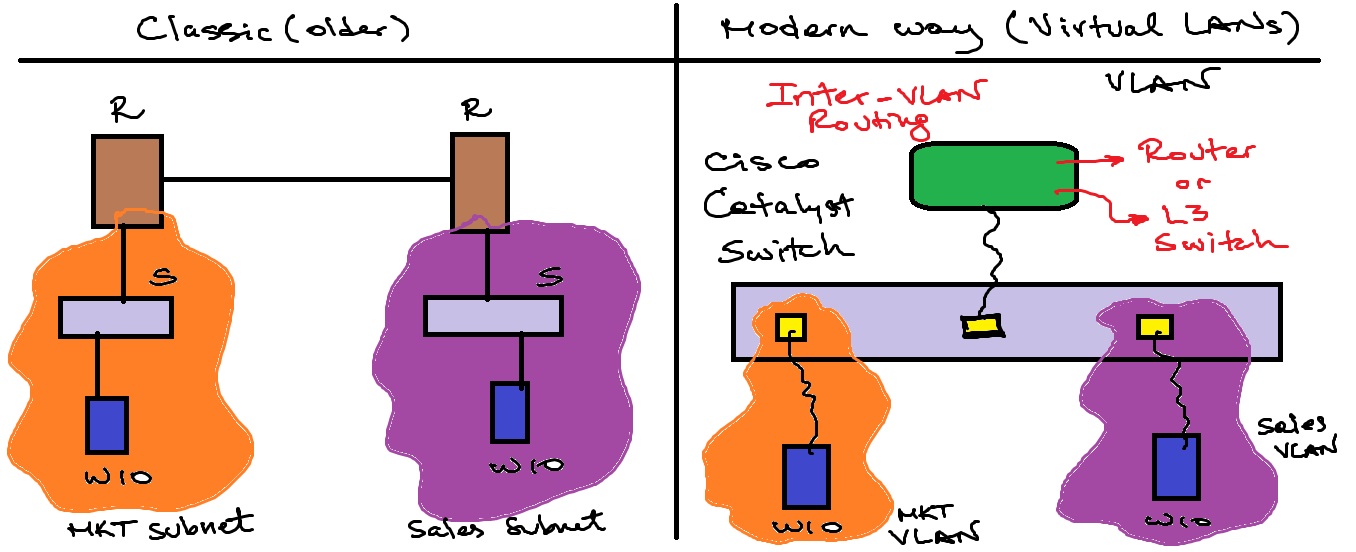 Classic (older)
R
R
S
S
W10
W10
MKT Subnet
Sales Subnet
Modern way (Virtual LANs)
VLAN
Inter-VLAN
Routing
Cisco
Catalyst
Switch
Router
or
L3
Switch
Sales
VLAN
W10
MKT
VLAN
W10